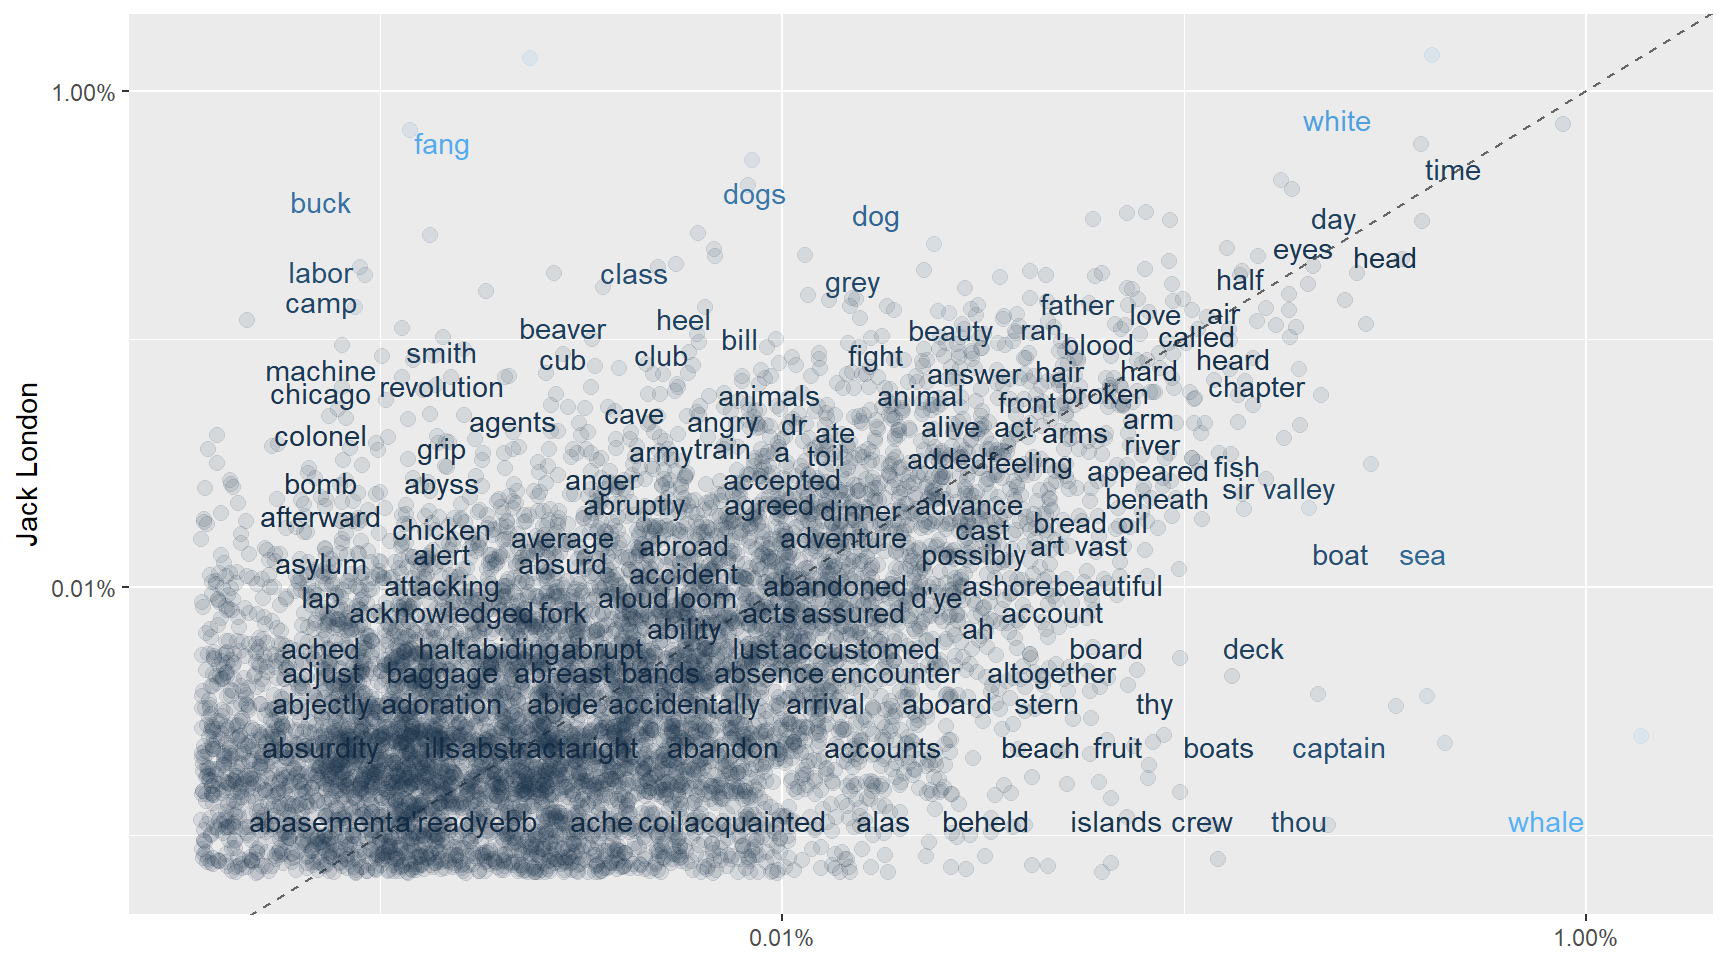 1.00%
white
fang
time
dogs
buck
dog
day
eyes
head
labor
class
half
grey
camp
father
love
air
heel
beaver
beauty
ran
called
bill
blood
smith
cub
club
fight
heard
machine
answer
hair
hard
chicago
revolution
animals
animal
broken
chapter
front
cave
arm
agents
angry
dr
alive
act
arms
ate
colonel
river
grip
army
train
a
toil
added
feeling
fish
appeared
bomb
abyss
anger
accepted
sir
valley
beneath
abruptly
agreed
dinner
advance
afterward
bread
oil
chicken
cast
average
abroad
adventure
art
vast
asylum
alert
absurd
possibly
boat
sea
accident
0.01%
attacking
abandoned
ashore
beautiful
lap
aloud
loom
d'ye
acknowledged
fork
acts
assured
account
ability
ah
ached
halt
abiding
abrupt
lust
accustomed
board
deck
adjust
baggage
abreast
bands
absence
encounter
altogether
abjectly
adoration
abide
accidentally
arrival
aboard
stern
thy
absurdity
ills
abstract
aright
abandon
accounts
beach
fruit
boats
captain
abasement
a
ready
ebb
ache
coil
acquainted
alas
beheld
islands
crew
thou
whale
Jack London
0.01%
1.00%